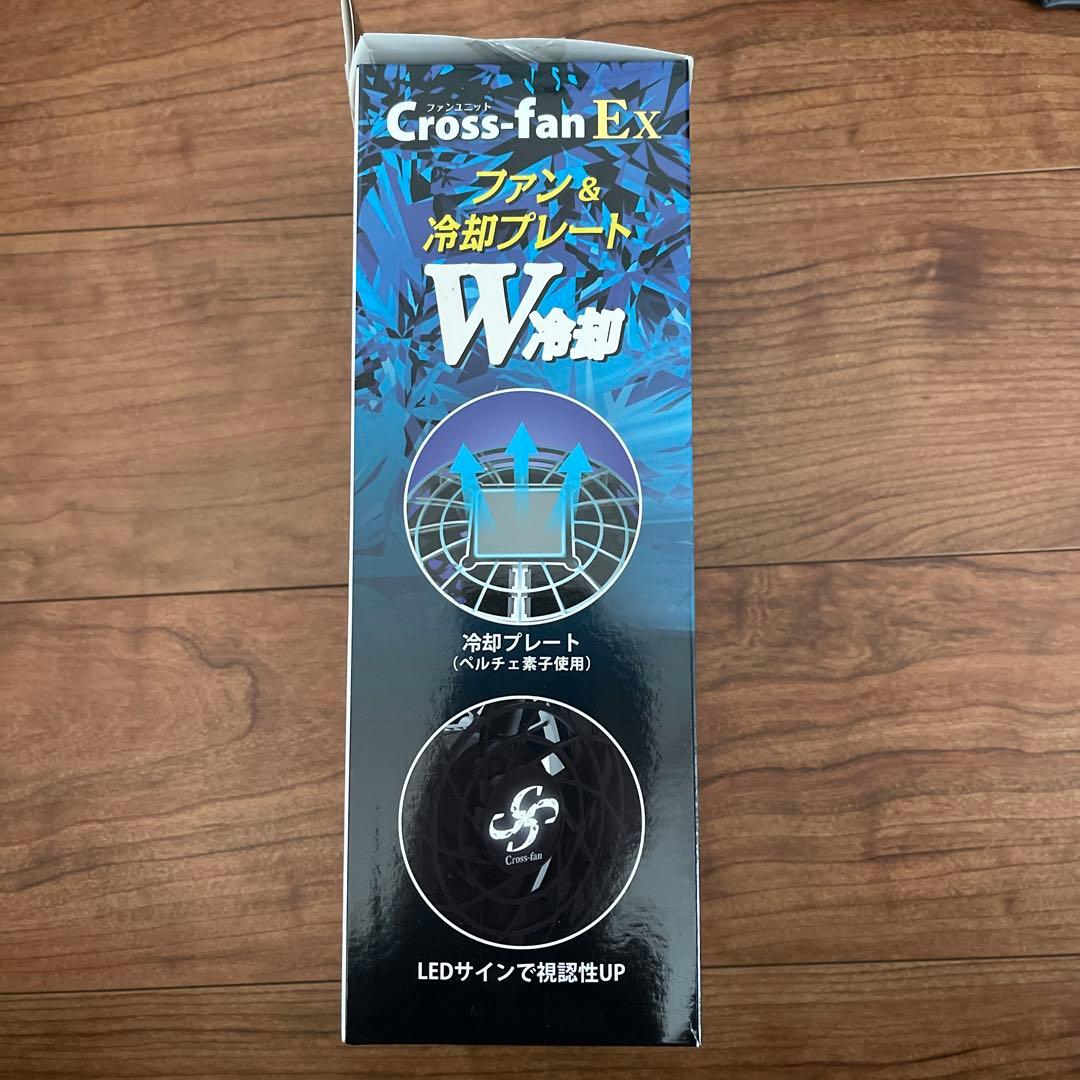 ファンユニット
Cross-fan Ex
ファン&
冷却プレート
W冷却
冷却プレート
(ペルチェ素子使用)
Cross-fan
LEDサインで視認性UP